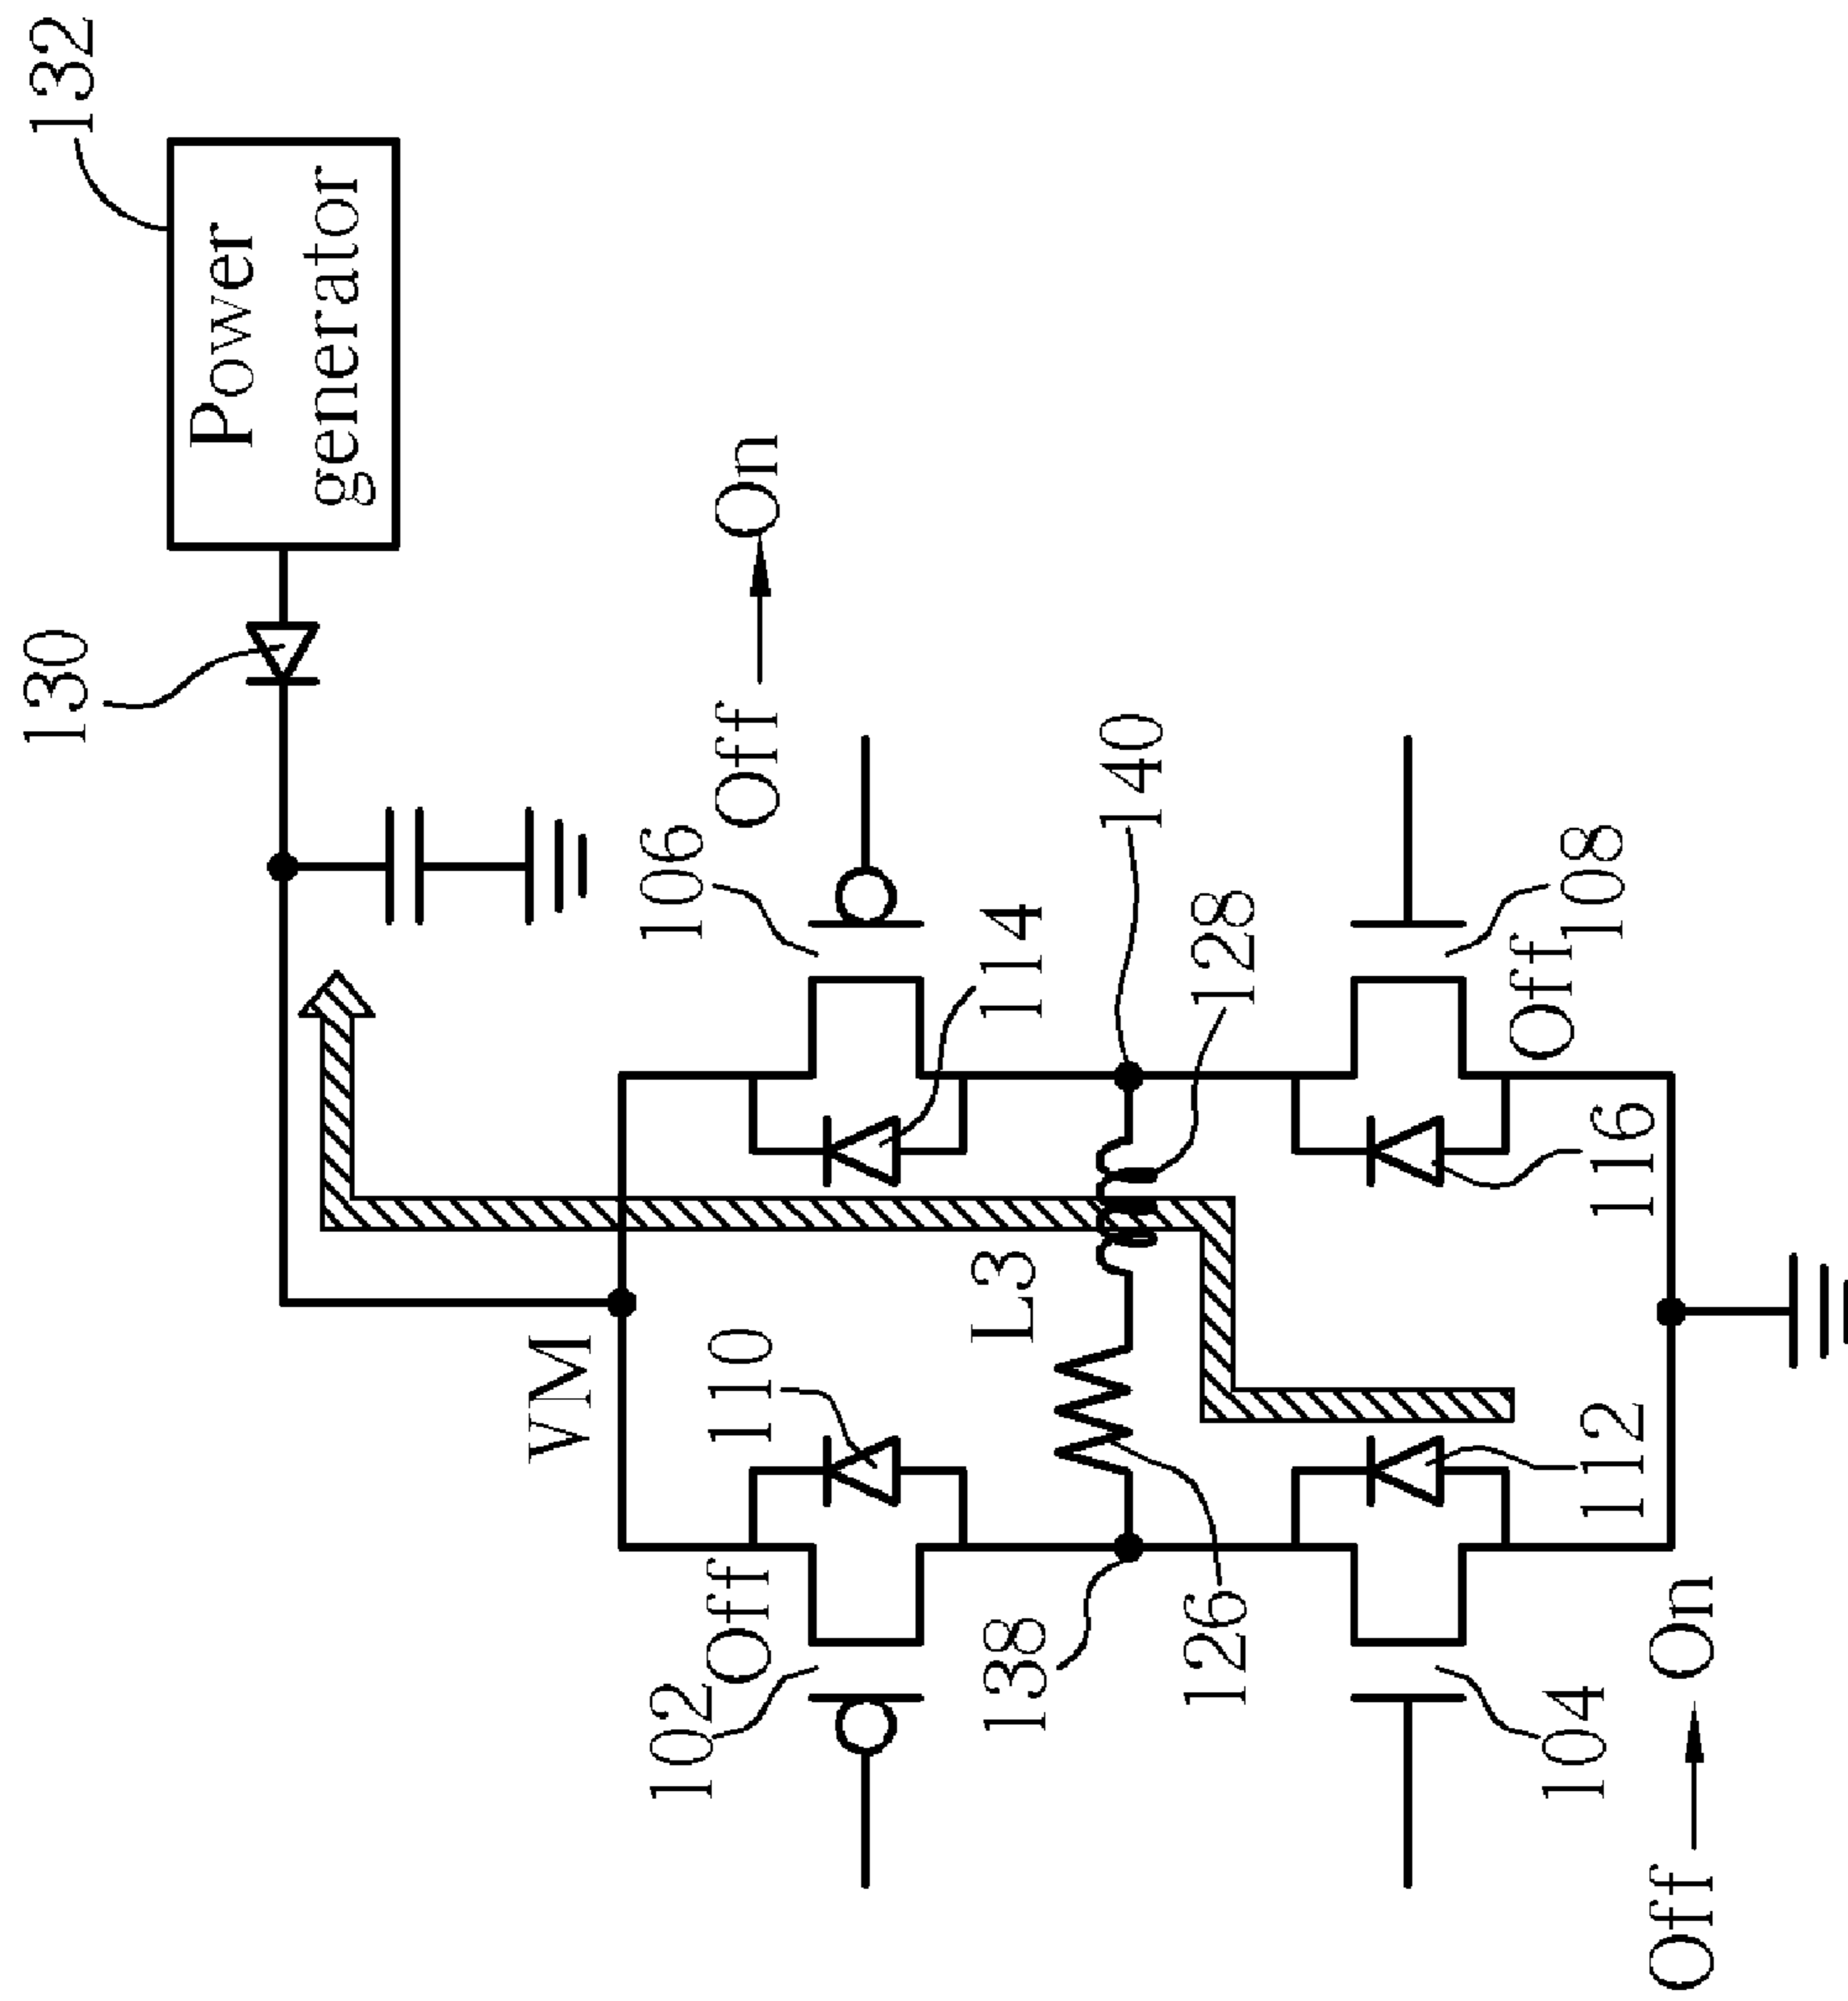 132
Power
generator
130
VM
Off → On
106
102
Off
110
114
L3
140
138
126
128
104
112
Off
108
116
Off → On